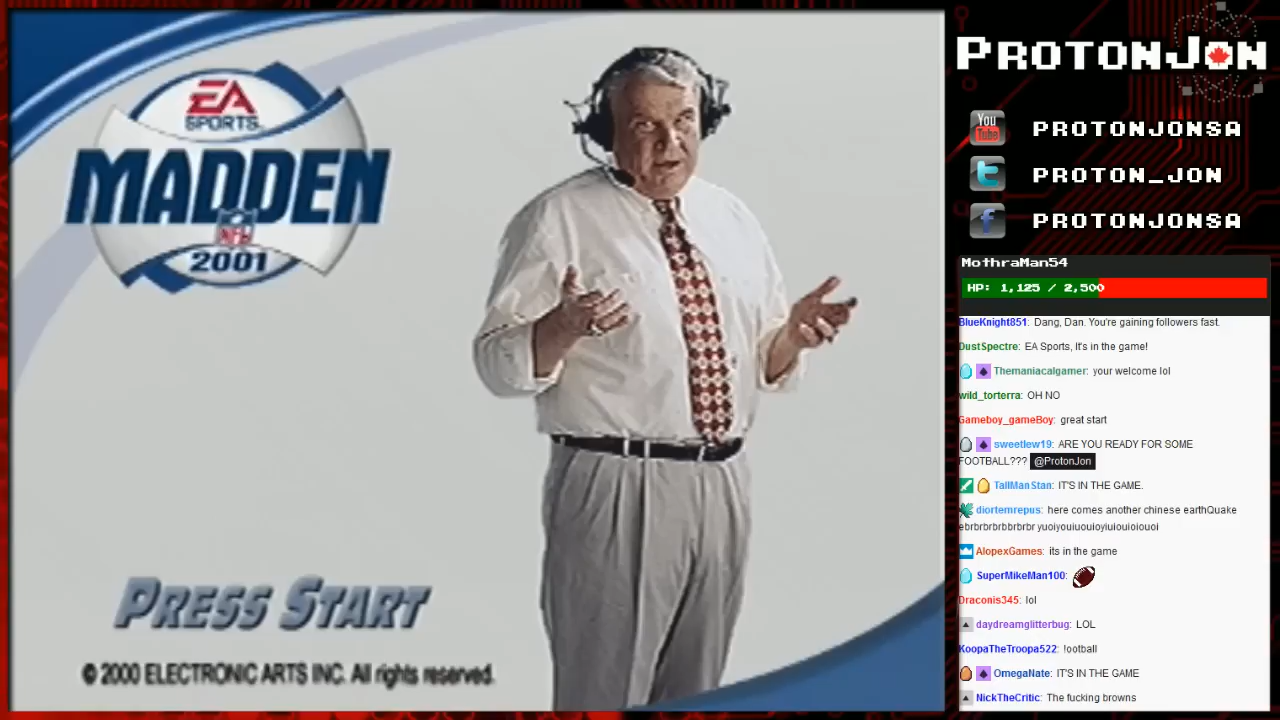 EA
SPORTS
MADDEN
NFL
2001
PRESS START
© 2000 ELECTRONIC ARTS INC. All rights reserved.
PROTONJON
You
Tube
PROTONJONSA
PROTON_JON
PROTONJONSA
MothraMan54
HP: 1,125 / 2,500
BlueKnight851: Dang, Dan. You're gaining followers fast.
DustSpectre: EA Sports, It's in the game!
Themaniacalgamer: your welcome lol
wild_torterra: OH NO
Gameboy_gameBoy: great start
sweetlew19: ARE YOU READY FOR SOME
FOOTBALL??? @ProtonJon
TallManStan: IT'S IN THE GAME.
diortemrepus: here comes another chinese earthQuake
ebrbrbrbrbrbrbr yuoiyouiuouioyiuiouioiouoi
AlopexGames: its in the game
SuperMikeMan100:
Draconis345: lol
daydreamglitterbug: LOL
KoopaTheTroopa522: !ootball
OmegaNate: IT'S IN THE GAME
NickTheCritic: The fucking browns